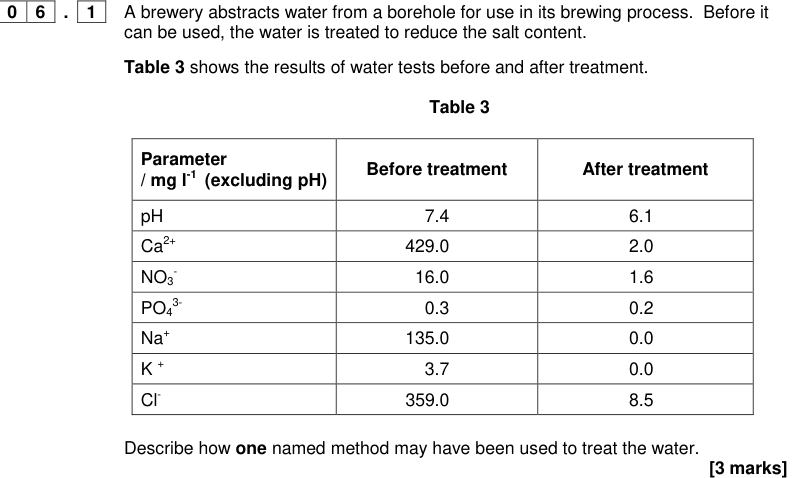 0 6 . 1 A brewery abstracts water from a borehole for use in its brewing process. Before it
can be used, the water is treated to reduce the salt content.
Table 3 shows the results of water tests before and after treatment.
Table 3
Parameter
/ mg l⁻¹ (excluding pH) Before treatment After treatment
pH 7.4 6.1
Ca²⁺ 429.0 2.0
NO₃⁻ 16.0 1.6
PO₄³⁻ 0.3 0.2
Na⁺ 135.0 0.0
K ⁺ 3.7 0.0
Cl⁻ 359.0 8.5
Describe how one named method may have been used to treat the water.
[3 marks]